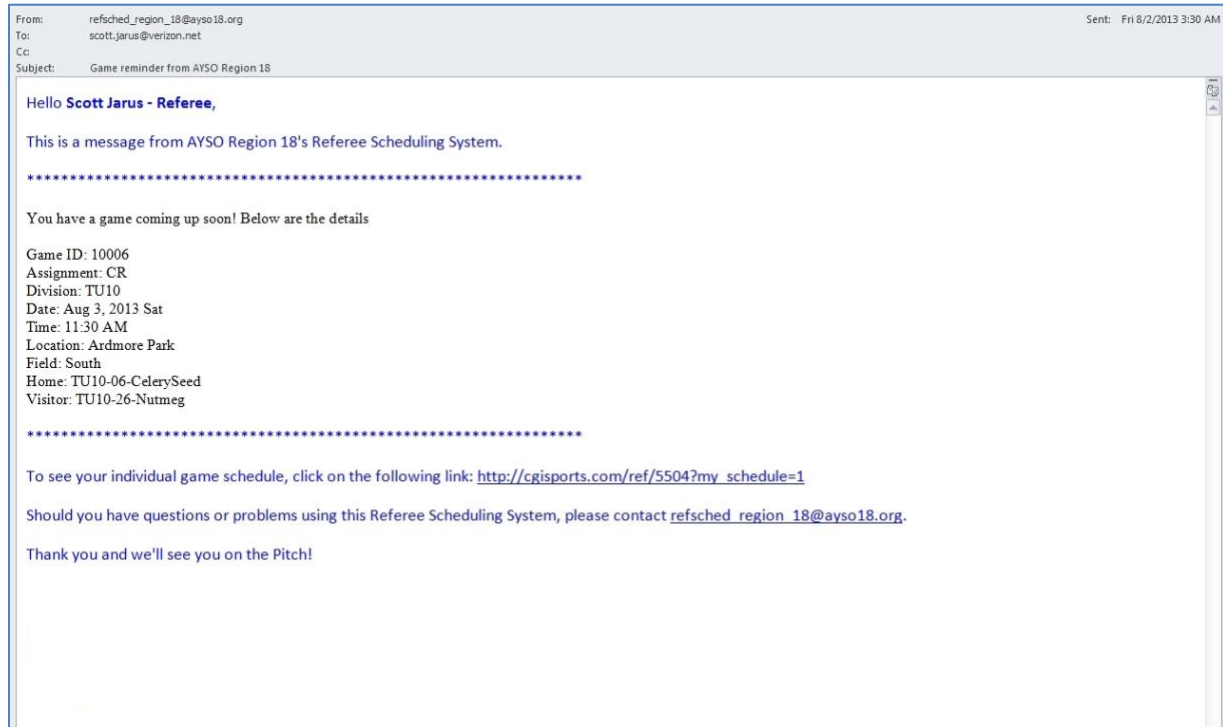 From: refsched_region_18@ayso18.org Sent: Fri 8/2/2013 3:30 AM
To: scott.jarus@verizon.net
Cc:
Subject: Game reminder from AYSO Region 18
Hello Scott Jarus - Referee,
This is a message from AYSO Region 18's Referee Scheduling System.
*****************************************************************
You have a game coming up soon! Below are the details
Game ID: 10006
Assignment: CR
Division: TU10
Date: Aug 3, 2013 Sat
Time: 11:30 AM
Location: Ardmore Park
Field: South
Home: TU10-06-CelerySeed
Visitor: TU10-26-Nutmeg
*****************************************************************
To see your individual game schedule, click on the following link: http://cgisports.com/ref/5504?my_schedule=1
Should you have questions or problems using this Referee Scheduling System, please contact refsched_region_18@ayso18.org.
Thank you and we'll see you on the Pitch!